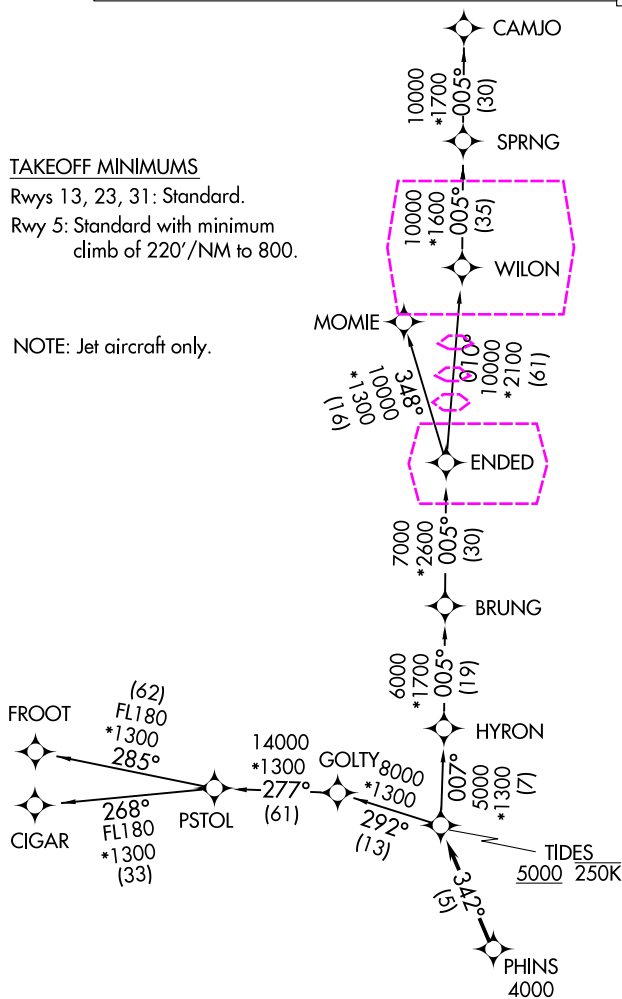 CAMJO
10000
*1700
005°
(30)
SPRNG
TAKEOFF MINIMUMS
Rwys 13, 23, 31: Standard.
Rwy 5: Standard with minimum
climb of 220'/NM to 800.
10000
*1600
005°
(35)
WILON
MOMIE
NOTE: Jet aircraft only.
010°
10000
*2100
(61)
348°
10000
*1300
(16)
ENDED
7000
*2600
005°
(30)
BRUNG
6000
*1700
005°
(19)
HYRON
(62)
FL180
*1300
285°
FROOT
14000
*1300
277°
(61)
GOLTY
8000
*1300
292°
(13)
007°
5000
*1300
(7)
PSTOL
268°
FL180
*1300
(33)
CIGAR
TIDES
5000 250K
342°
(5)
PHINS
4000